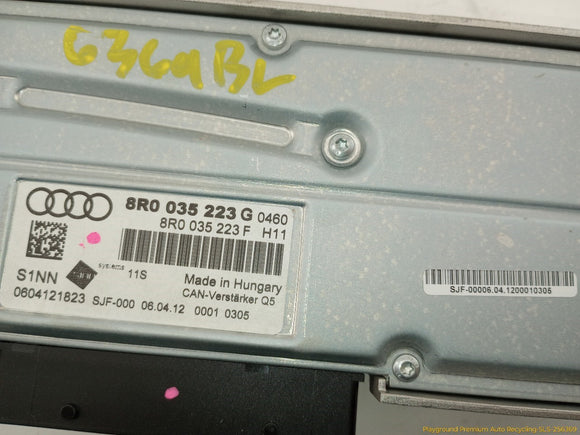 8R0 035 223 G 0460
8R0 035 223 F H11
systems
S1NN 11S
Made in Hungary
CAN-Verstärker Q5
0604121823 SJF-000 06.04.12 0001 0305
SJF-00006.04.1200010305
Playground Premium Auto Recycling SLS-256369